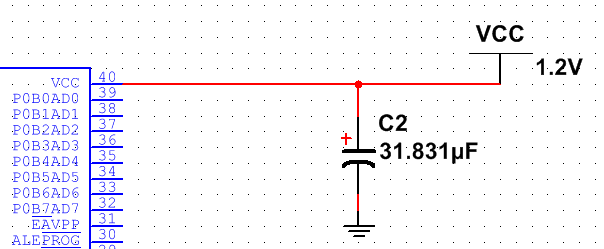 VCC
1.2V
VCC 40
P0B0AD0 39
P0B1AD1 38
P0B2AD2 37
P0B3AD3 36
P0B4AD4 35
P0B5AD5 34
P0B6AD6 33
P0B7AD7 32
EAVPP 31
ALEPROG 30
C2
+
31.831µF